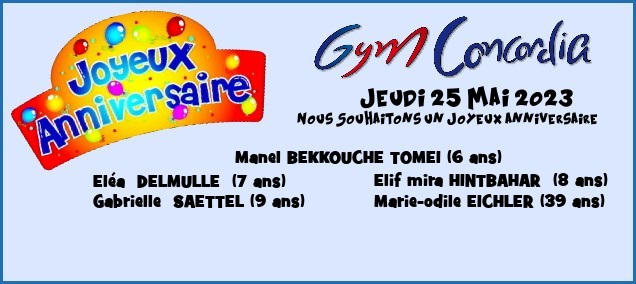 Joyeux
Anniversaire
Gym Concordia
Jeudi 25 Mai 2023
Nous souhaitons un joyeux anniversaire
Manel BEKKOUCHE TOMEI (6 ans)
Eléa DELMULLE (7 ans)
Elif mira HINTBAHAR (8 ans)
Gabrielle SAETTEL (9 ans)
Marie-odile EICHLER (39 ans)